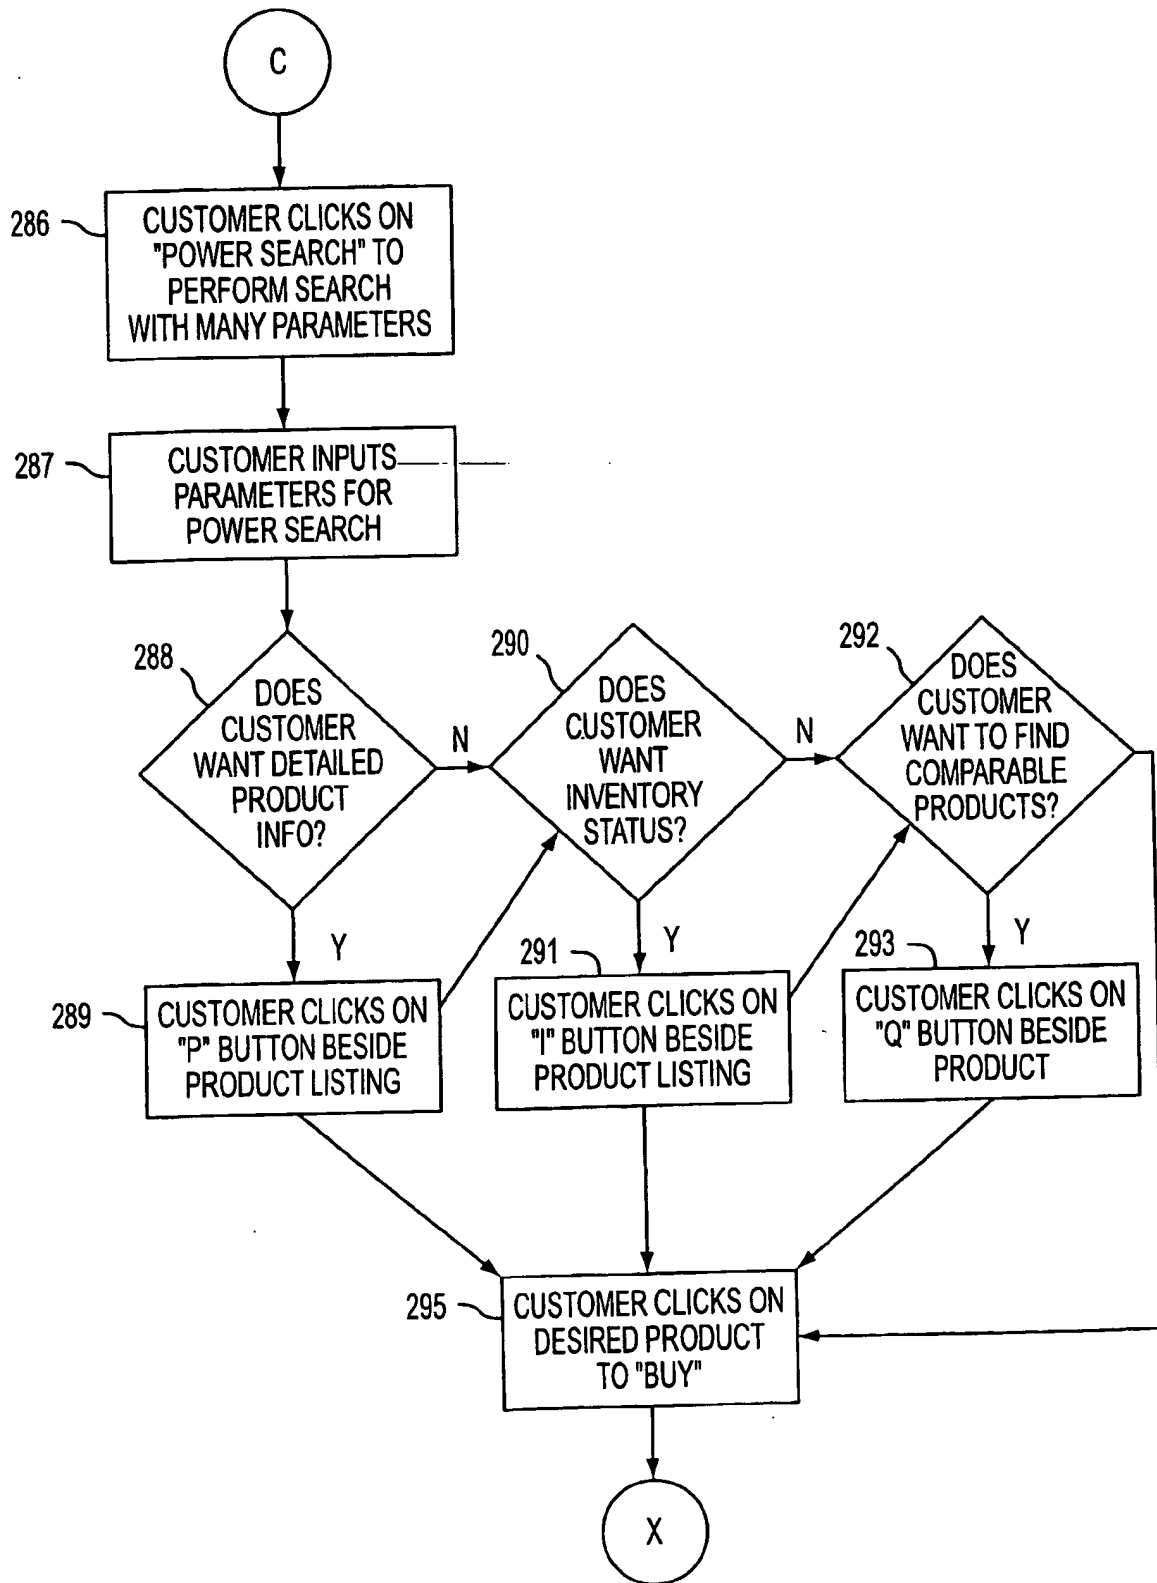 C
286
CUSTOMER CLICKS ON
"POWER SEARCH" TO
PERFORM SEARCH
WITH MANY PARAMETERS
287
CUSTOMER INPUTS
PARAMETERS FOR
POWER SEARCH
288
DOES
CUSTOMER
WANT DETAILED
PRODUCT
INFO?
N
Y
290
DOES
CUSTOMER
WANT
INVENTORY
STATUS?
N
Y
292
DOES
CUSTOMER
WANT TO FIND
COMPARABLE
PRODUCTS?
Y
289
CUSTOMER CLICKS ON
"P" BUTTON BESIDE
PRODUCT LISTING
291
CUSTOMER CLICKS ON
"I" BUTTON BESIDE
PRODUCT LISTING
293
CUSTOMER CLICKS ON
"Q" BUTTON BESIDE
PRODUCT
295
CUSTOMER CLICKS ON
DESIRED PRODUCT
TO "BUY"
X